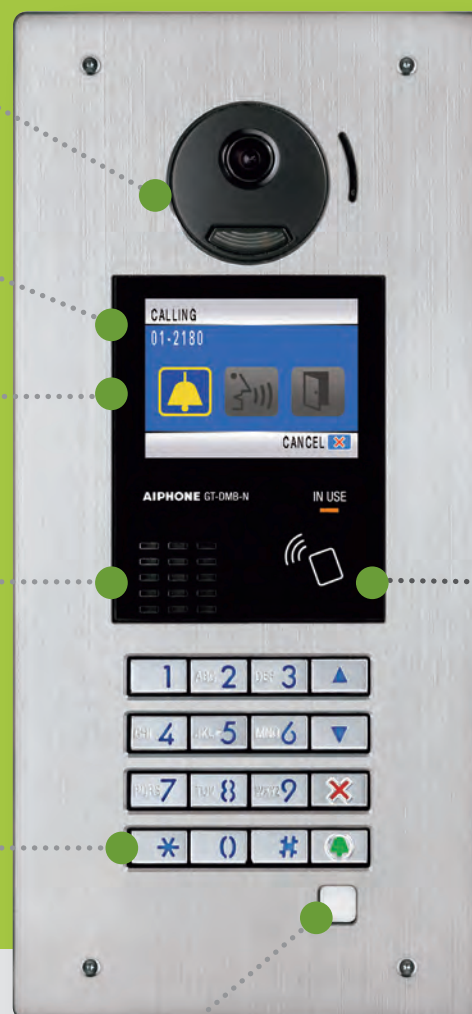 CALLING
01-2180
CANCEL
AIPHONE GT-DMB-N
IN USE
1 ABC 2 DEF 3
GHI 4 JKL 5 MNO 6
PQRS 7 TUV 8 WXYZ 9
* 0 #